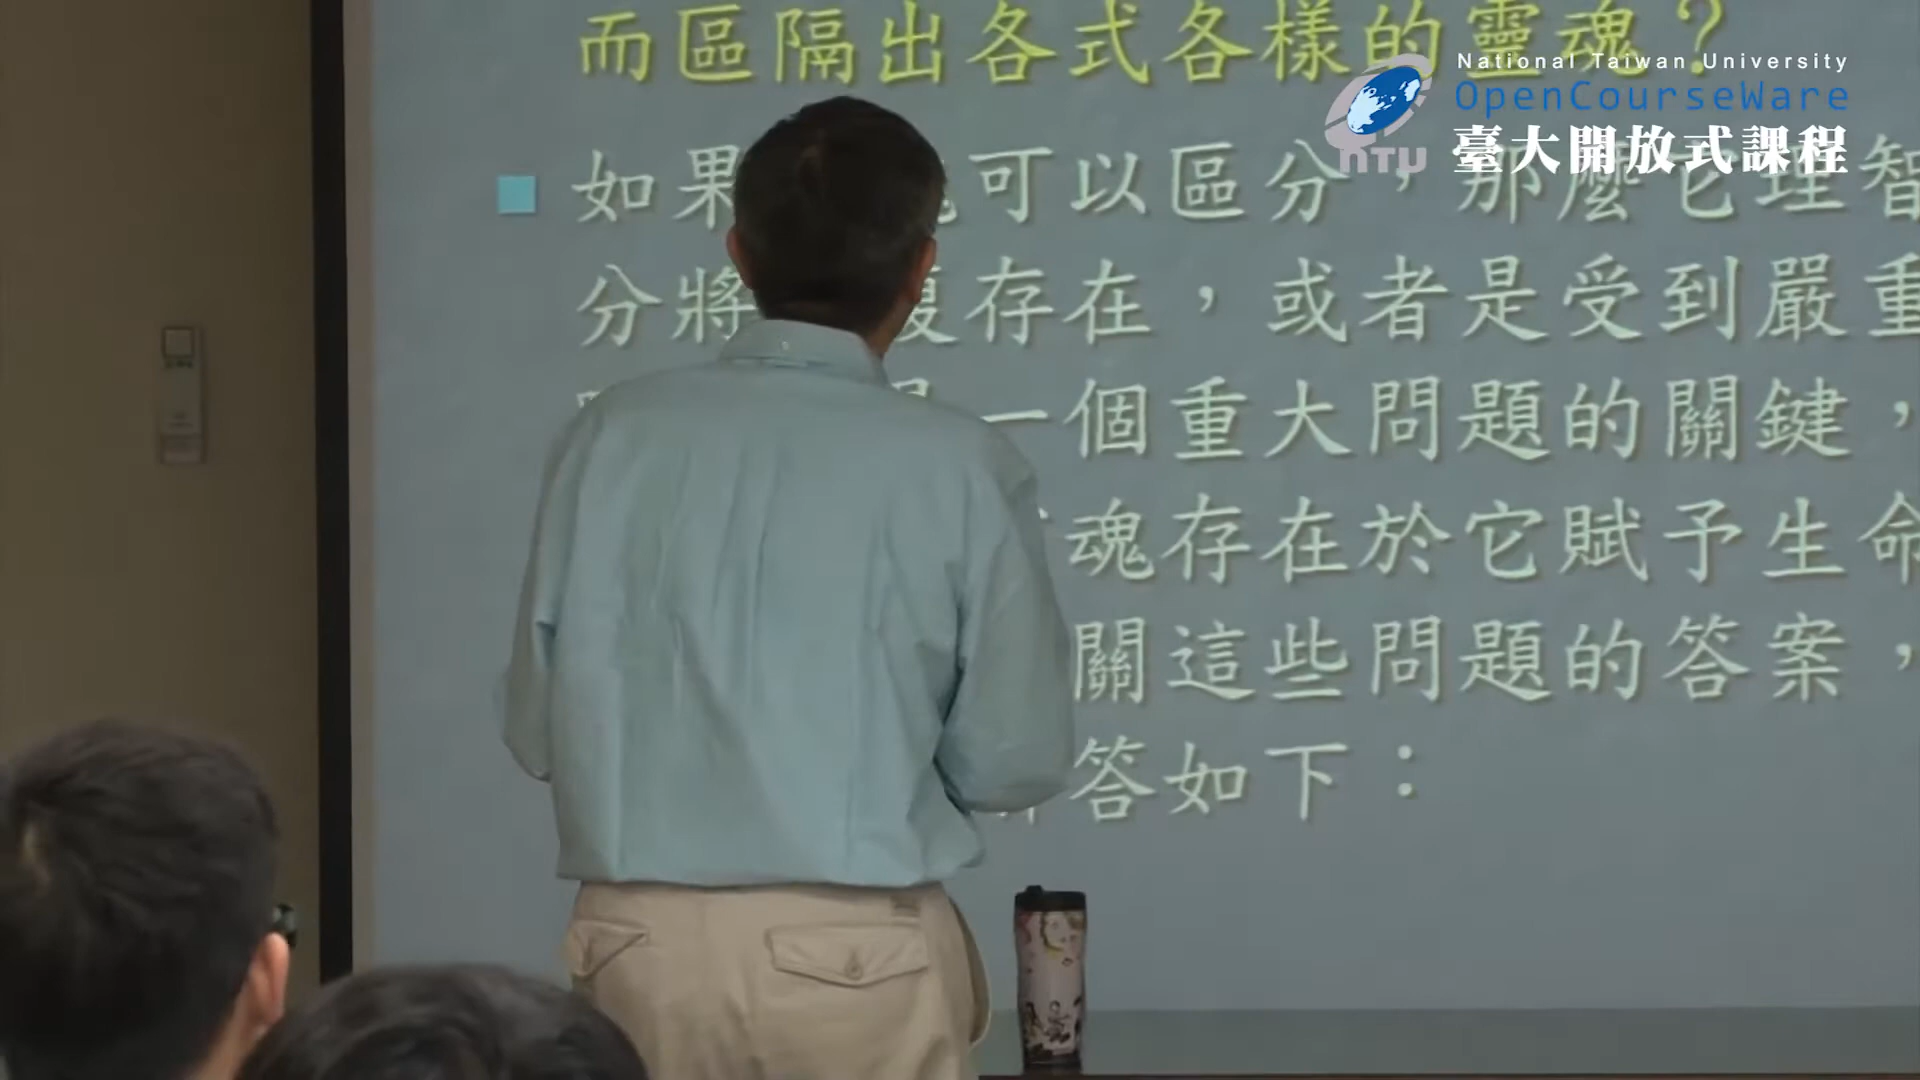 而區隔出各式各樣的靈魂？
National Taiwan University
OpenCourseWare
臺大開放式課程
NTU
如果 可以區分，那麼它理智
分將 復存在，或者是受到嚴重
一個重大問題的關鍵，
魂存在於它賦予生命
關這些問題的答案，
答如下：